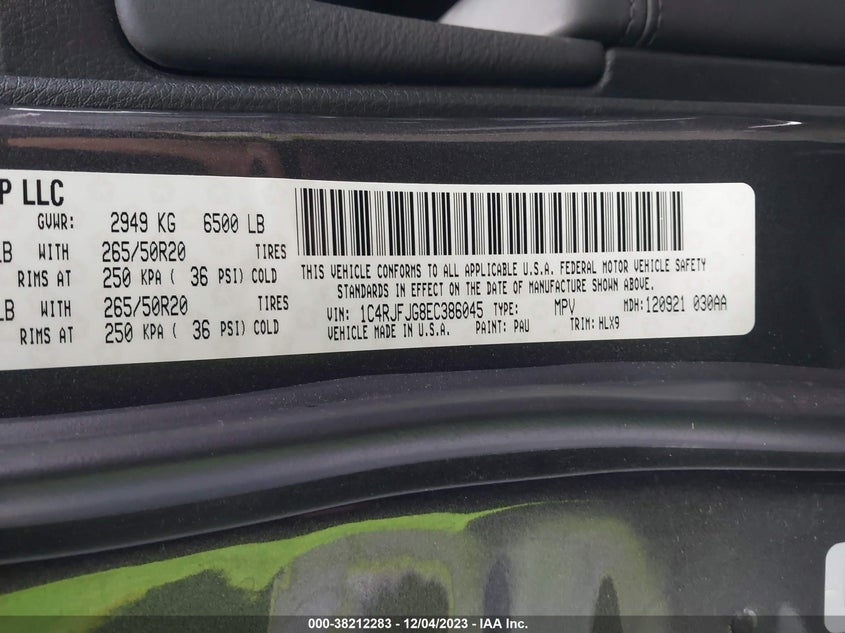 P LLC
GVWR: 2949 KG 6500 LB
LB WITH 265/50R20 TIRES
RIMS AT 250 KPA ( 36 PSI) COLD
LB WITH 265/50R20 TIRES
RIMS AT 250 KPA ( 36 PSI) COLD
THIS VEHICLE CONFORMS TO ALL APPLICABLE U.S.A. FEDERAL MOTOR VEHICLE SAFETY
STANDARDS IN EFFECT ON THE DATE OF MANUFACTURE SHOWN ABOVE.
VIN: 1C4RJFJG8EC386045 TYPE: MPV MDH:120921 030AA
VEHICLE MADE IN U.S.A. PAINT: PAU TRIM: HLX9
000-38212283 - 12/04/2023 - IAA Inc.